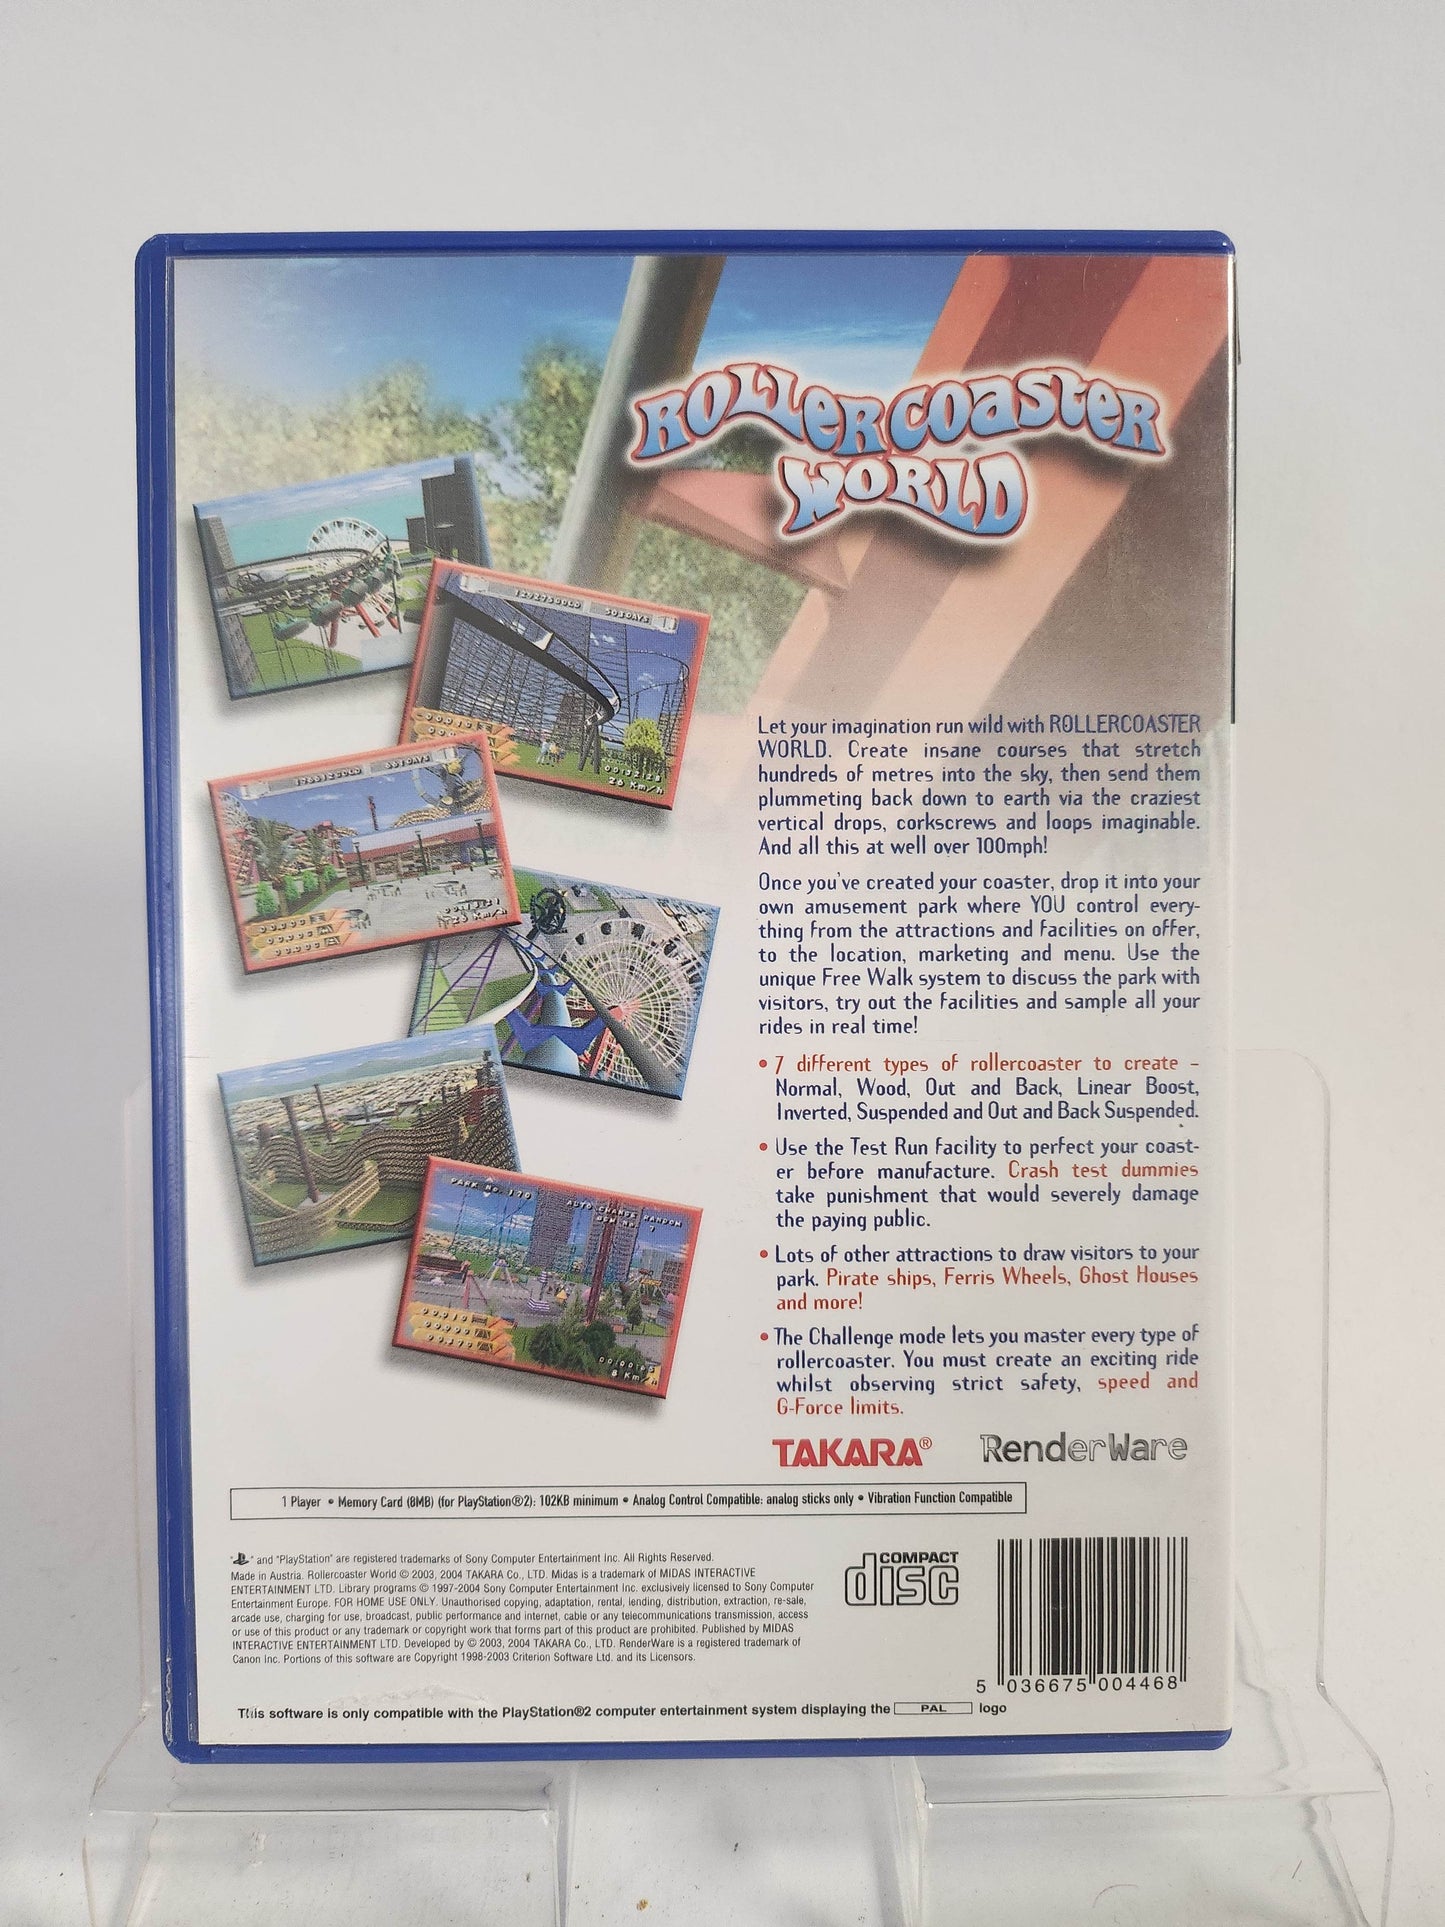 ROLLERCOASTER
WORLD
12927SGOLD 503DAYS
26 Km/h
PARK NO. 170
AUTO CHANGE RANDOM
BGM NO. 7
8 Km/h
Let your imagination run wild with ROLLERCOASTER
WORLD. Create insane courses that stretch
hundreds of metres into the sky, then send them
plummeting back down to earth via the craziest
vertical drops, corkscrews and loops imaginable.
And all this at well over 100mph!
Once you've created your coaster, drop it into your
own amusement park where YOU control every-
thing from the attractions and facilities on offer,
to the location, marketing and menu. Use the
unique Free Walk system to discuss the park with
visitors, try out the facilities and sample all your
rides in real time!
• 7 different types of rollercoaster to create -
Normal, Wood, Out and Back, Linear Boost,
Inverted, Suspended and Out and Back Suspended.
• Use the Test Run facility to perfect your coast-
er before manufacture. Crash test dummies
take punishment that would severely damage
the paying public.
• Lots of other attractions to draw visitors to your
park. Pirate ships, Ferris Wheels, Ghost Houses
and more!
• The Challenge mode lets you master every type of
rollercoaster. You must create an exciting ride
whilst observing strict safety, speed and
G-Force limits.
TAKARA® RenderWare
1 Player • Memory Card (8MB) (for PlayStation®2): 102KB minimum • Analog Control Compatible: analog sticks only • Vibration Function Compatible
" " and "PlayStation" are registered trademarks of Sony Computer Entertainment Inc. All Rights Reserved.
Made in Austria. Rollercoaster World © 2003, 2004 TAKARA Co., LTD. Midas is a trademark of MIDAS INTERACTIVE
ENTERTAINMENT LTD. Library programs © 1997-2004 Sony Computer Entertainment Inc. exclusively licensed to Sony Computer
Entertainment Europe. FOR HOME USE ONLY. Unauthorised copying, adaptation, rental, lending, distribution, extraction, re-sale,
arcade use, charging for use, broadcast, public performance and internet, cable or any telecommunications transmission, access
or use of this product or any trademark or copyright work that forms part of this product are prohibited. Published by MIDAS
INTERACTIVE ENTERTAINMENT LTD. Developed by © 2003, 2004 TAKARA Co., LTD. RenderWare is a registered trademark of
Canon Inc. Portions of this software are Copyright 1998-2003 Criterion Software Ltd. and its Licensors.
COMPACT
disc
5 036675 004468
This software is only compatible with the PlayStation®2 computer entertainment system displaying the PAL logo